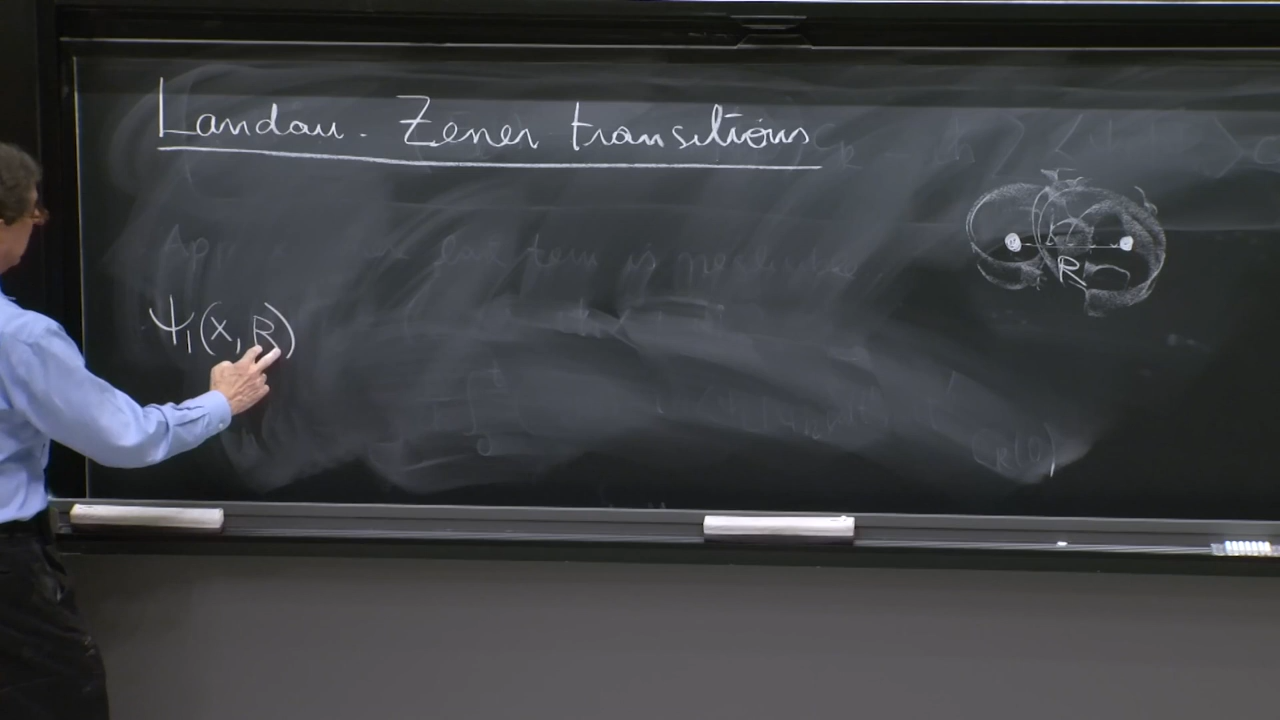 Landau - Zener transitions
R
ψ₁(x, R)